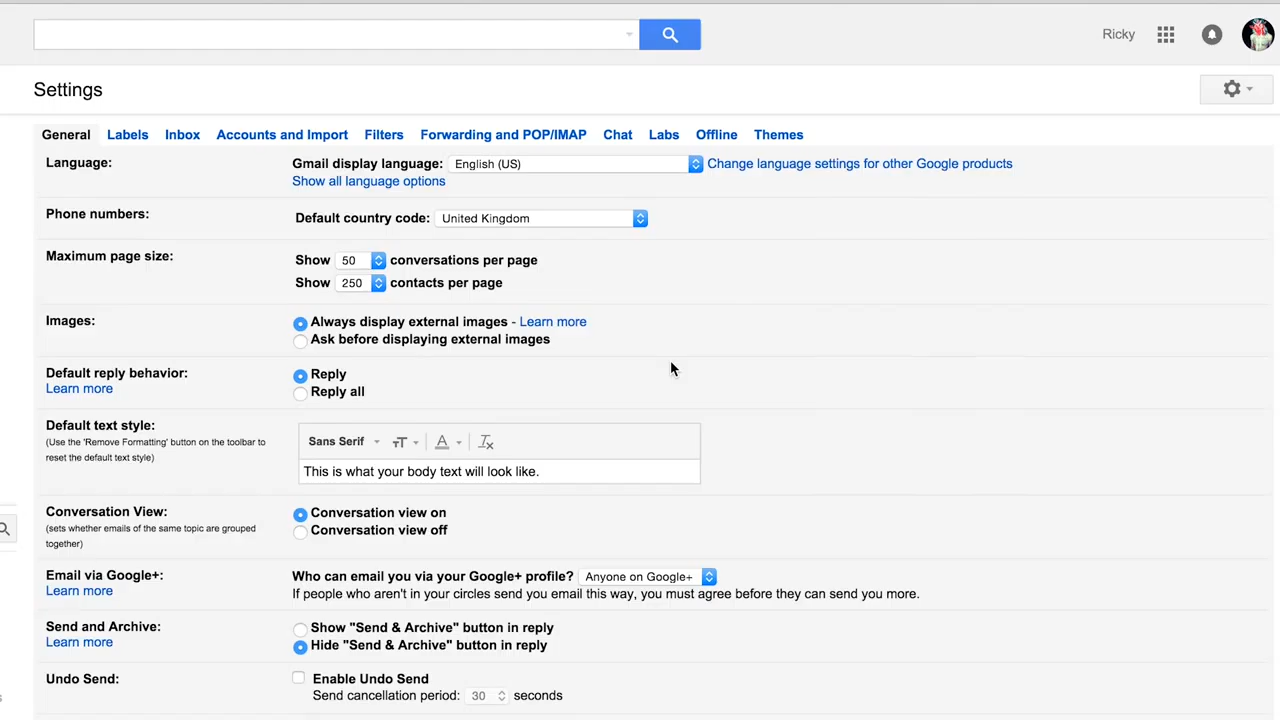 Ricky
Settings
General Labels Inbox Accounts and Import Filters Forwarding and POP/IMAP Chat Labs Offline Themes
Language: Gmail display language: English (US) Change language settings for other Google products
Show all language options
Phone numbers: Default country code: United Kingdom
Maximum page size: Show 50 conversations per page
Show 250 contacts per page
Images: Always display external images - Learn more
Ask before displaying external images
Default reply behavior: Reply
Learn more Reply all
Default text style:
(Use the 'Remove Formatting' button on the toolbar to Sans Serif
reset the default text style)
This is what your body text will look like.
Conversation View: Conversation view on
(sets whether emails of the same topic are grouped Conversation view off
together)
Email via Google+: Who can email you via your Google+ profile? Anyone on Google+
Learn more If people who aren't in your circles send you email this way, you must agree before they can send you more.
Send and Archive: Show "Send & Archive" button in reply
Learn more Hide "Send & Archive" button in reply
Undo Send: Enable Undo Send
Send cancellation period: 30 seconds